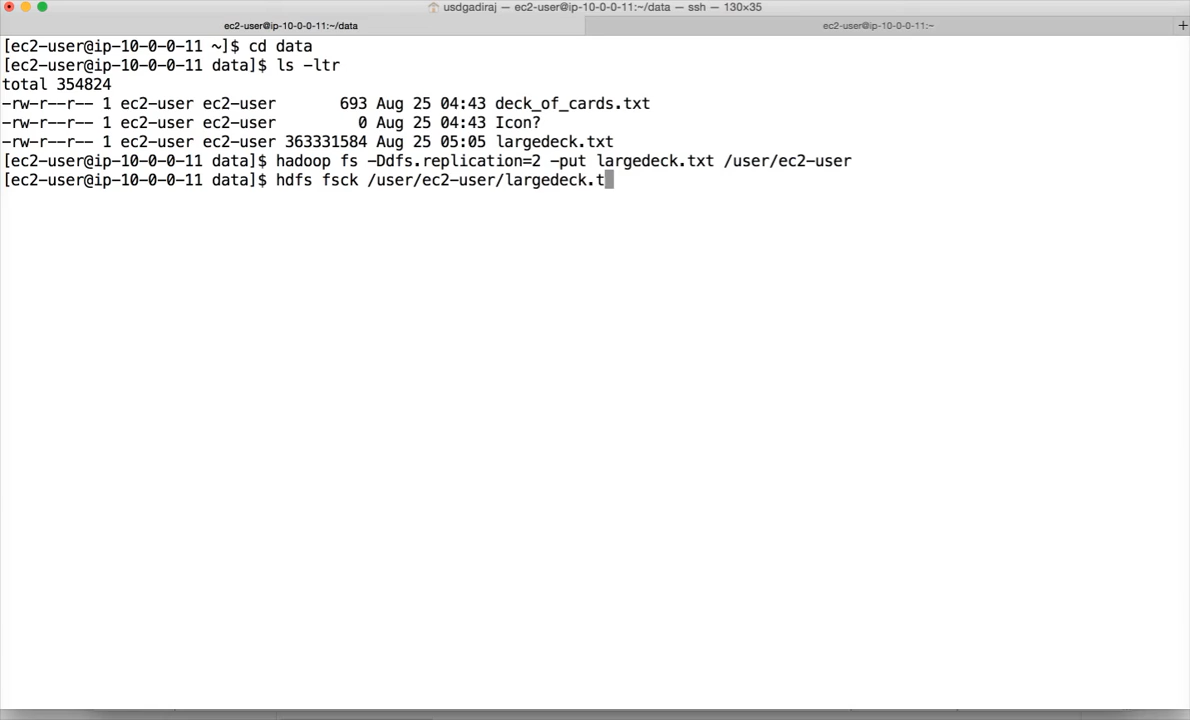 usdgadiraj — ec2-user@ip-10-0-0-11:~/data — ssh — 130×35
ec2-user@ip-10-0-0-11:~/data ec2-user@ip-10-0-0-11:~ +
[ec2-user@ip-10-0-0-11 ~]$ cd data
[ec2-user@ip-10-0-0-11 data]$ ls -ltr
total 354824
-rw-r--r-- 1 ec2-user ec2-user       693 Aug 25 04:43 deck_of_cards.txt
-rw-r--r-- 1 ec2-user ec2-user         0 Aug 25 04:43 Icon?
-rw-r--r-- 1 ec2-user ec2-user 363331584 Aug 25 05:05 largedeck.txt
[ec2-user@ip-10-0-0-11 data]$ hadoop fs -Ddfs.replication=2 -put largedeck.txt /user/ec2-user
[ec2-user@ip-10-0-0-11 data]$ hdfs fsck /user/ec2-user/largedeck.t